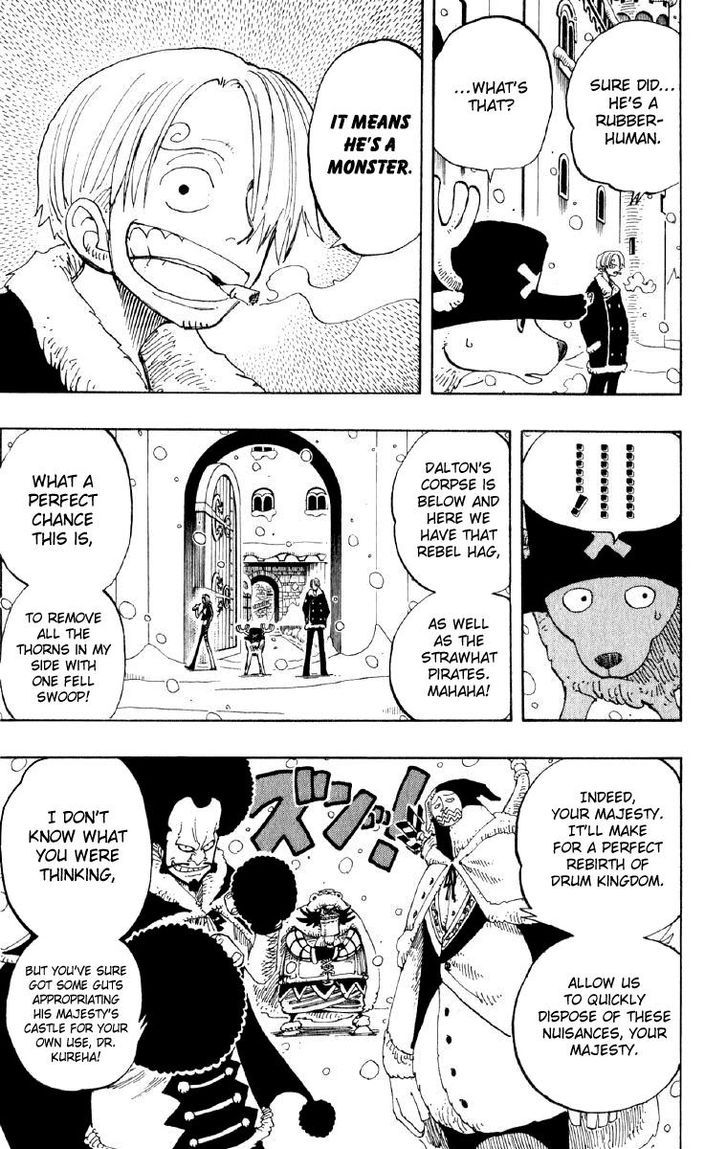 SURE DID...
HE'S A
RUBBER-
HUMAN.
...WHAT'S
THAT?
IT MEANS
HE'S A
MONSTER.
!
DALTON'S
CORPSE IS
BELOW AND
HERE WE
HAVE THAT
REBEL HAG,
AS WELL
AS THE
STRAWHAT
PIRATES.
MAHAHA!
WHAT A
PERFECT
CHANCE
THIS IS,
TO REMOVE
ALL THE
THORNS IN MY
SIDE WITH
ONE FELL
SWOOP!
INDEED,
YOUR MAJESTY.
IT'LL MAKE
FOR A PERFECT
REBIRTH OF
DRUM KINGDOM.
ALLOW US
TO QUICKLY
DISPOSE OF THESE
NUISANCES, YOUR
MAJESTY.
ズンッ!
I DON'T
KNOW WHAT
YOU WERE
THINKING,
BUT YOU'VE SURE
GOT SOME GUTS
APPROPRIATING
HIS MAJESTY'S
CASTLE FOR YOUR
OWN USE, DR.
KUREHA!